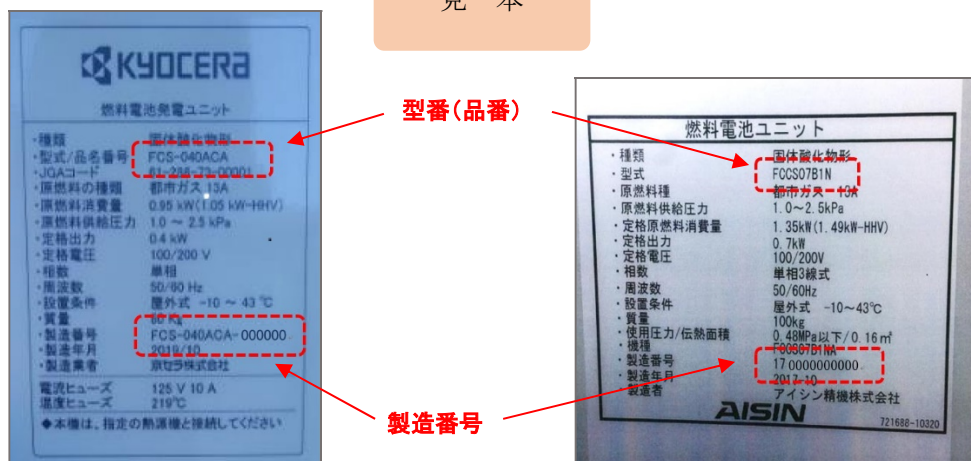 見 本
KYOCERA
燃料電池発電ユニット
・種類 固体酸化物形
・型式/品名番号 FCS-040ACA
・JGAコード 61-286-73-00001
・原燃料の種類 都市ガス 13A
・原燃料消費量 0.95 kW(1.05 kW-HHV)
・原燃料供給圧力 1.0 ~ 2.5 kPa
・定格出力 0.4 kW
・定格電圧 100/200 V
・相数 単相
・周波数 50/60 Hz
・設置条件 屋外式 -10 ~ 43 ℃
・質量 60 Kg
・製造番号 FCS-040ACA-000000
・製造年月 2019/10
・製造業者 京セラ株式会社
電流ヒューズ 125 V 10 A
温度ヒューズ 219℃
◆本機は、指定の熱源機と接続してください
型番(品番)
製造番号
燃料電池ユニット
・種類 固体酸化物形
・型式 FCCS07B1N
・原燃料種 都市ガス 13A
・原燃料供給圧力 1.0~2.5kPa
・定格原燃料消費量 1.35kW(1.49kW-HHV)
・定格出力 0.7kW
・定格電圧 100/200V
・相数 単相3線式
・周波数 50/60Hz
・設置条件 屋外式 -10~43℃
・質量 100kg
・使用圧力/伝熱面積 0.48MPa以下/0.16㎡
・機種 FCCS07B1NA
・製造番号 17 0000000000
・製造年月 2017-10
・製造者 アイシン精機株式会社
AISIN
721688-10320